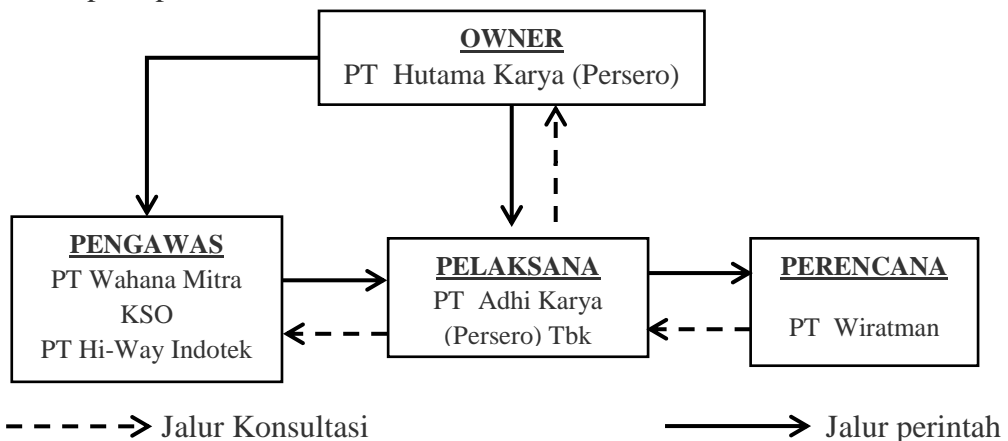 OWNER
PT Hutama Karya (Persero)
PENGAWAS
PT Wahana Mitra
KSO
PT Hi-Way Indotek
PELAKSANA
PT Adhi Karya
(Persero) Tbk
PERENCANA
PT Wiratman
Jalur Konsultasi
Jalur perintah